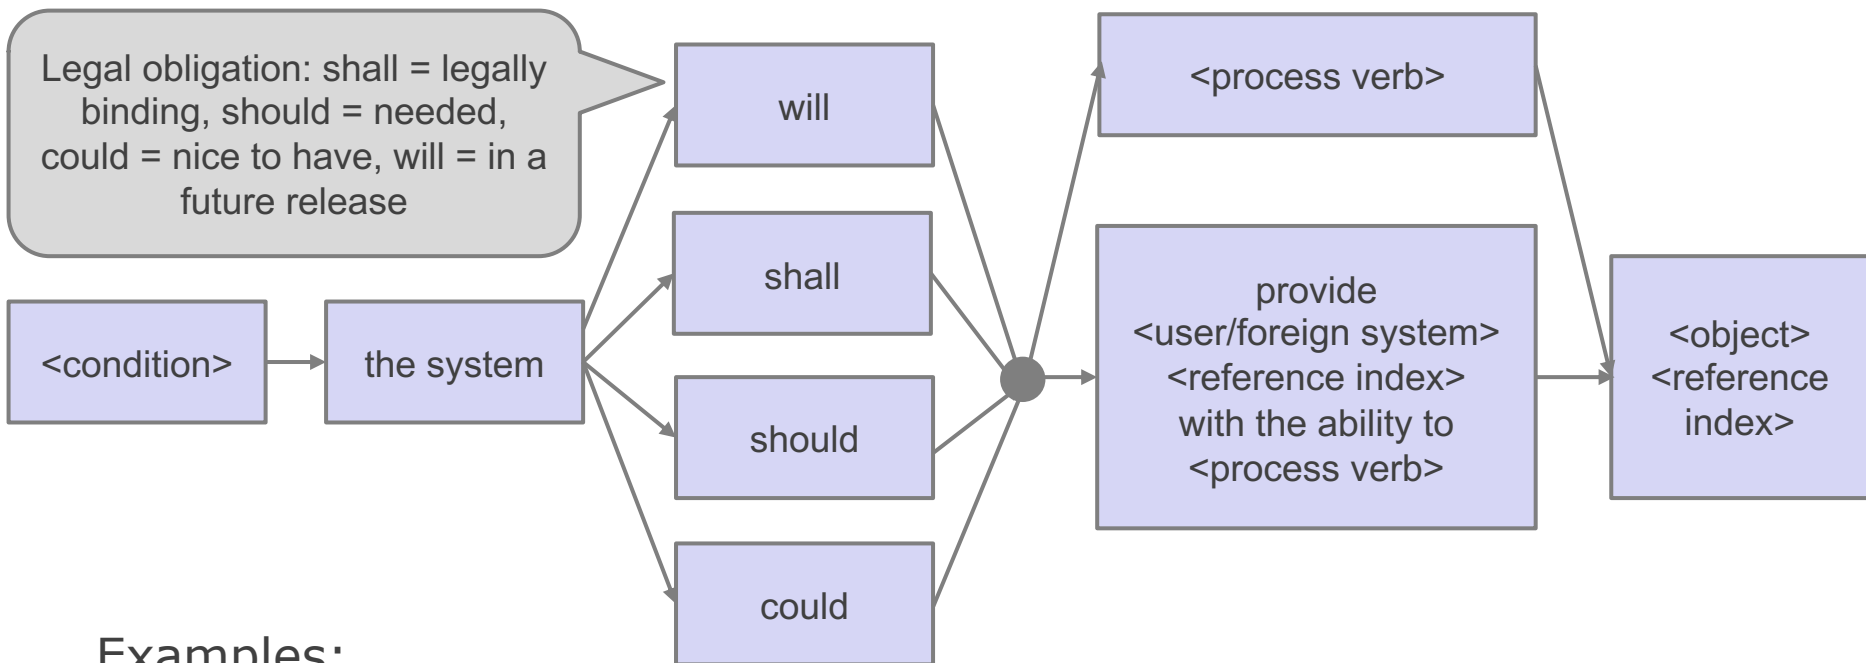 Legal obligation: shall = legally
binding, should = needed,
could = nice to have, will = in a
future release
<condition>
the system
will
shall
should
could
<process verb>
provide
<user/foreign system>
<reference index>
with the ability to
<process verb>
<object>
<reference
index>
Examples: